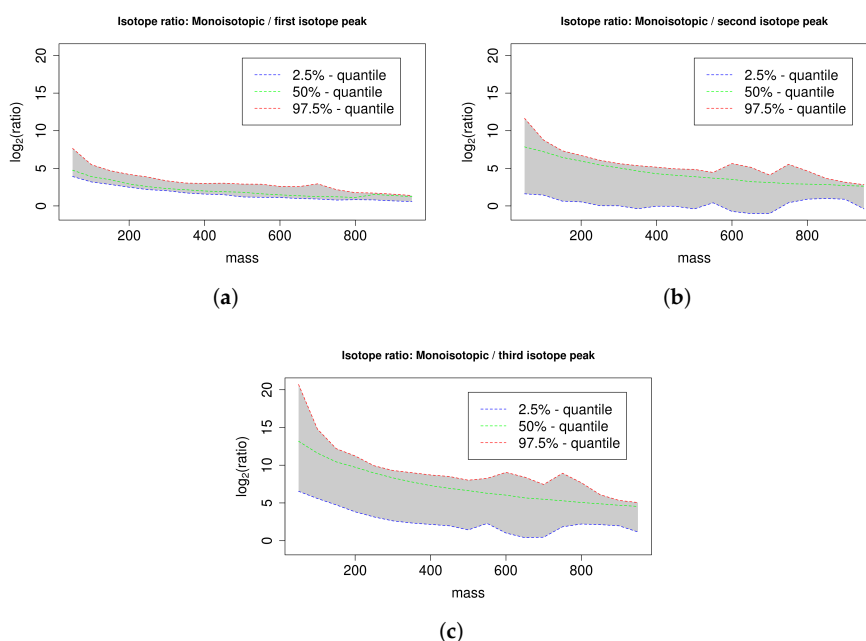 Isotope ratio: Monoisotopic / first isotope peak
20
15
10
5
0
log2(ratio)
2.5% - quantile
50% - quantile
97.5% - quantile
200 400 600 800
mass
(a)
Isotope ratio: Monoisotopic / second isotope peak
20
15
10
5
0
log2(ratio)
2.5% - quantile
50% - quantile
97.5% - quantile
200 400 600 800
mass
(b)
Isotope ratio: Monoisotopic / third isotope peak
20
15
10
5
0
log2(ratio)
2.5% - quantile
50% - quantile
97.5% - quantile
200 400 600 800
mass
(c)